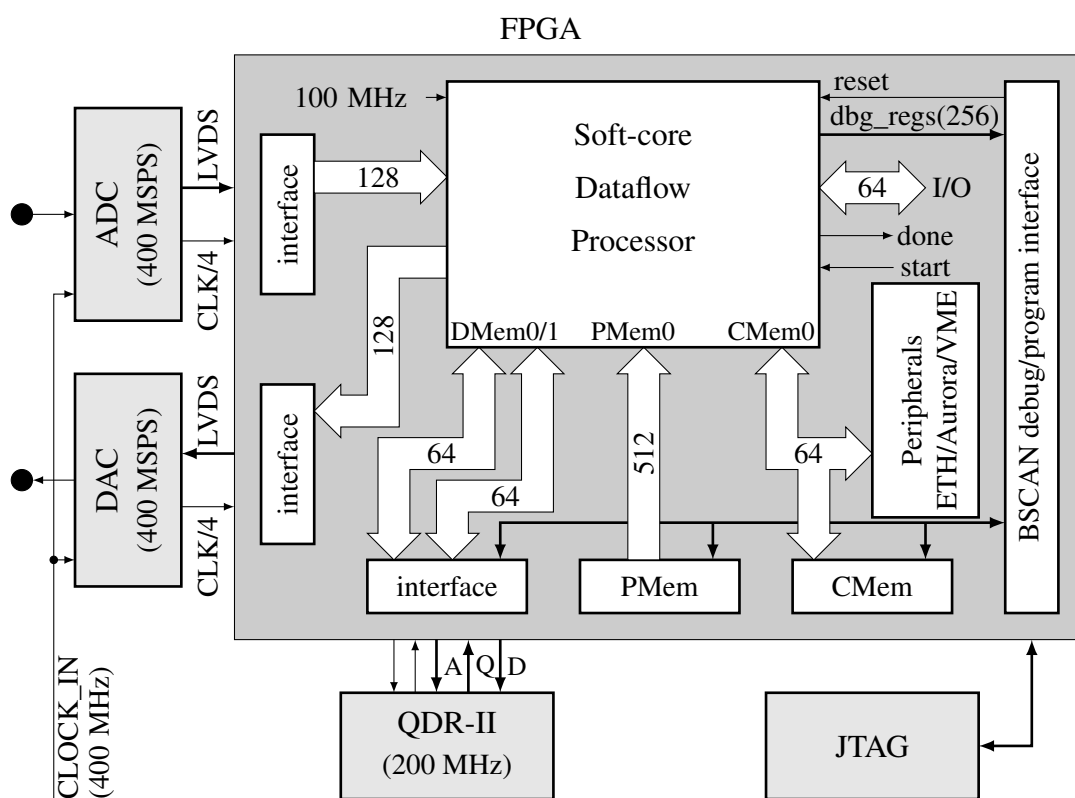 FPGA
100 MHz
Soft-core
Dataflow
Processor
reset
dbg_regs(256)
64
I/O
done
start
DMem0/1
PMem0
CMem0
ADC
(400 MSPS)
LVDS
CLK/4
interface
128
128
DAC
(400 MSPS)
LVDS
CLK/4
interface
64
64
512
64
Peripherals
ETH/Aurora/VME
BSCAN debug/program interface
interface
PMem
CMem
A
Q
D
QDR-II
(200 MHz)
JTAG
CLOCK_IN
(400 MHz)